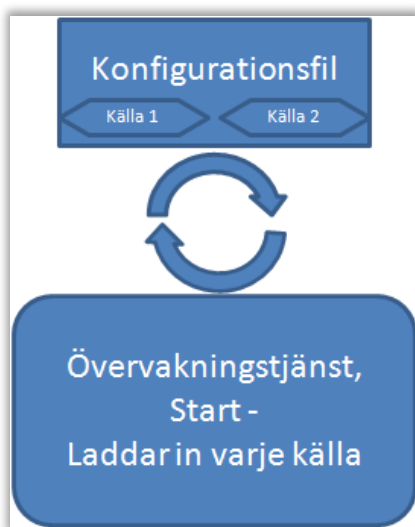 Konfigurationsfil
Källa 1 Källa 2
Övervakningstjänst,
Start -
Laddar in varje källa